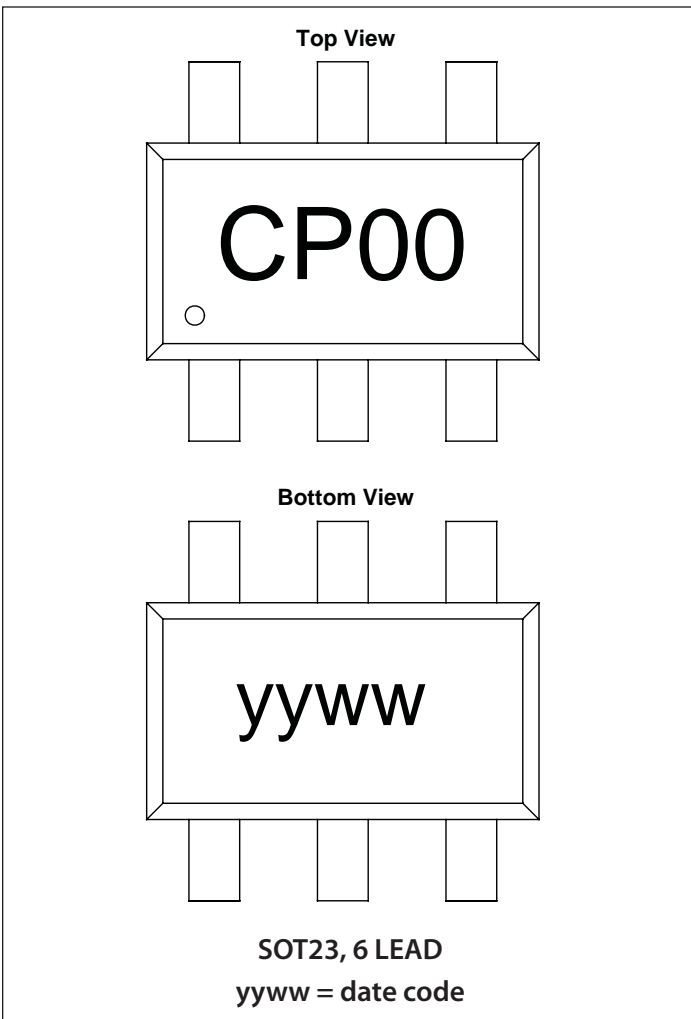 Top View
CP00
Bottom View
yyww
SOT23, 6 LEAD
yyww = date code